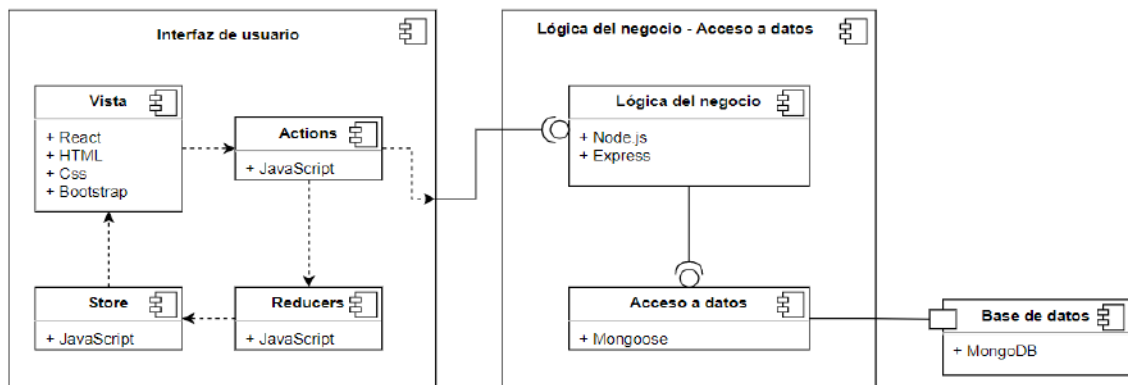 Interfaz de usuario
Vista
+ React
+ HTML
+ Css
+ Bootstrap
Actions
+ JavaScript
Store
+ JavaScript
Reducers
+ JavaScript
Lógica del negocio - Acceso a datos
Lógica del negocio
+ Node.js
+ Express
Acceso a datos
+ Mongoose
Base de datos
+ MongoDB